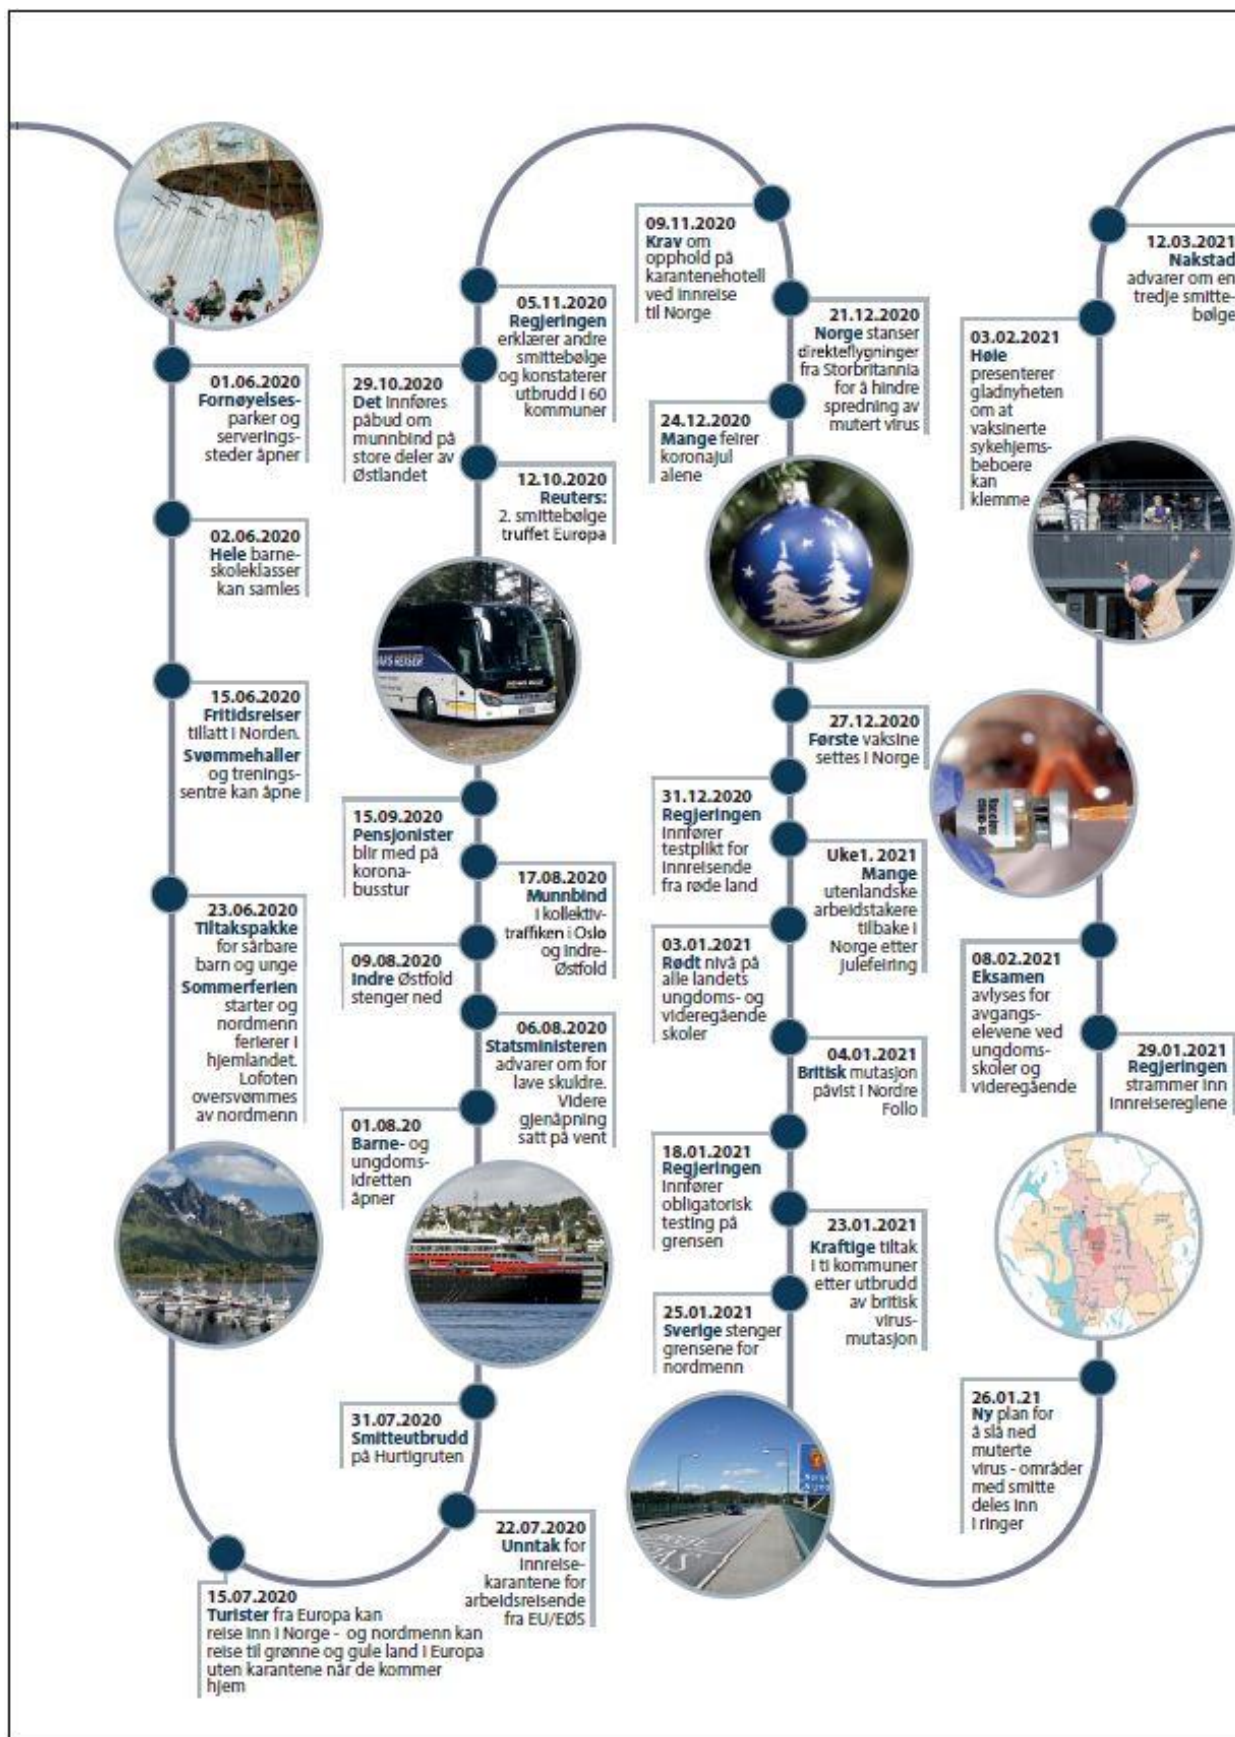 01.06.2020
Fornøyelses-
parker og
serverings-
steder åpner
02.06.2020
Hele barne-
skoleklasser
kan samles
15.06.2020
Fritidsreiser
tillatt i Norden.
Svømmehaller
og trenings-
sentre kan åpne
23.06.2020
Tiltakspakke
for sårbare
barn og unge
Sommerferien
starter og
nordmenn
ferierer i
hjemlandet.
Lofoten
oversvømmes
av nordmenn
15.07.2020
Turister fra Europa kan
reise inn i Norge - og nordmenn kan
reise til grønne og gule land i Europa
uten karantene når de kommer
hjem
22.07.2020
Unntak for
innreise-
karantene for
arbeidsreisende
fra EU/EØS
31.07.2020
Smitteutbrudd
på Hurtigruten
01.08.20
Barne- og
ungdoms-
idretten
åpner
06.08.2020
Statsministeren
advarer om for
lave skuldre.
Videre
gjenåpning
satt på vent
09.08.2020
Indre Østfold
stenger ned
17.08.2020
Munnbind
i kollektiv-
traffiken i Oslo
og Indre-
Østfold
15.09.2020
Pensjonister
blir med på
korona-
busstur
12.10.2020
Reuters:
2. smittebølge
truffet Europa
29.10.2020
Det innføres
påbud om
munnbind på
store deler av
Østlandet
05.11.2020
Regjeringen
erklærer andre
smittebølge
og konstaterer
utbrudd i 60
kommuner
09.11.2020
Krav om
opphold på
karantenehotell
ved innreise
til Norge
21.12.2020
Norge stanser
direkteflygninger
fra Storbritannia
for å hindre
spredning av
mutert virus
24.12.2020
Mange feirer
koronajul
alene
27.12.2020
Første vaksine
settes i Norge
31.12.2020
Regjeringen
innfører
testplikt for
innreisende
fra røde land
Uke1. 2021
Mange
utenlandske
arbeidstakere
tilbake i
Norge etter
julefeiring
03.01.2021
Rødt nivå på
alle landets
ungdoms- og
videregående
skoler
04.01.2021
Britisk mutasjon
påvist i Nordre
Follo
18.01.2021
Regjeringen
innfører
obligatorisk
testing på
grensen
23.01.2021
Kraftige tiltak
i ti kommuner
etter utbrudd
av britisk
virus-
mutasjon
25.01.2021
Sverige stenger
grensene for
nordmenn
Norge
26.01.21
Ny plan for
å slå ned
muterte
virus - områder
med smitte
deles inn
i ringer
29.01.2021
Regjeringen
strammer inn
innreisereglene
08.02.2021
Eksamen
avlyses for
avgangs-
elevene ved
ungdoms-
skoler og
videregående
Vaccine
COVID-19
03.02.2021
Høie
presenterer
gladnyheten
om at
vaksinerte
sykehjems-
beboere
kan
klemme
12.03.2021
Nakstad
advarer om en
tredje smitte-
bølge